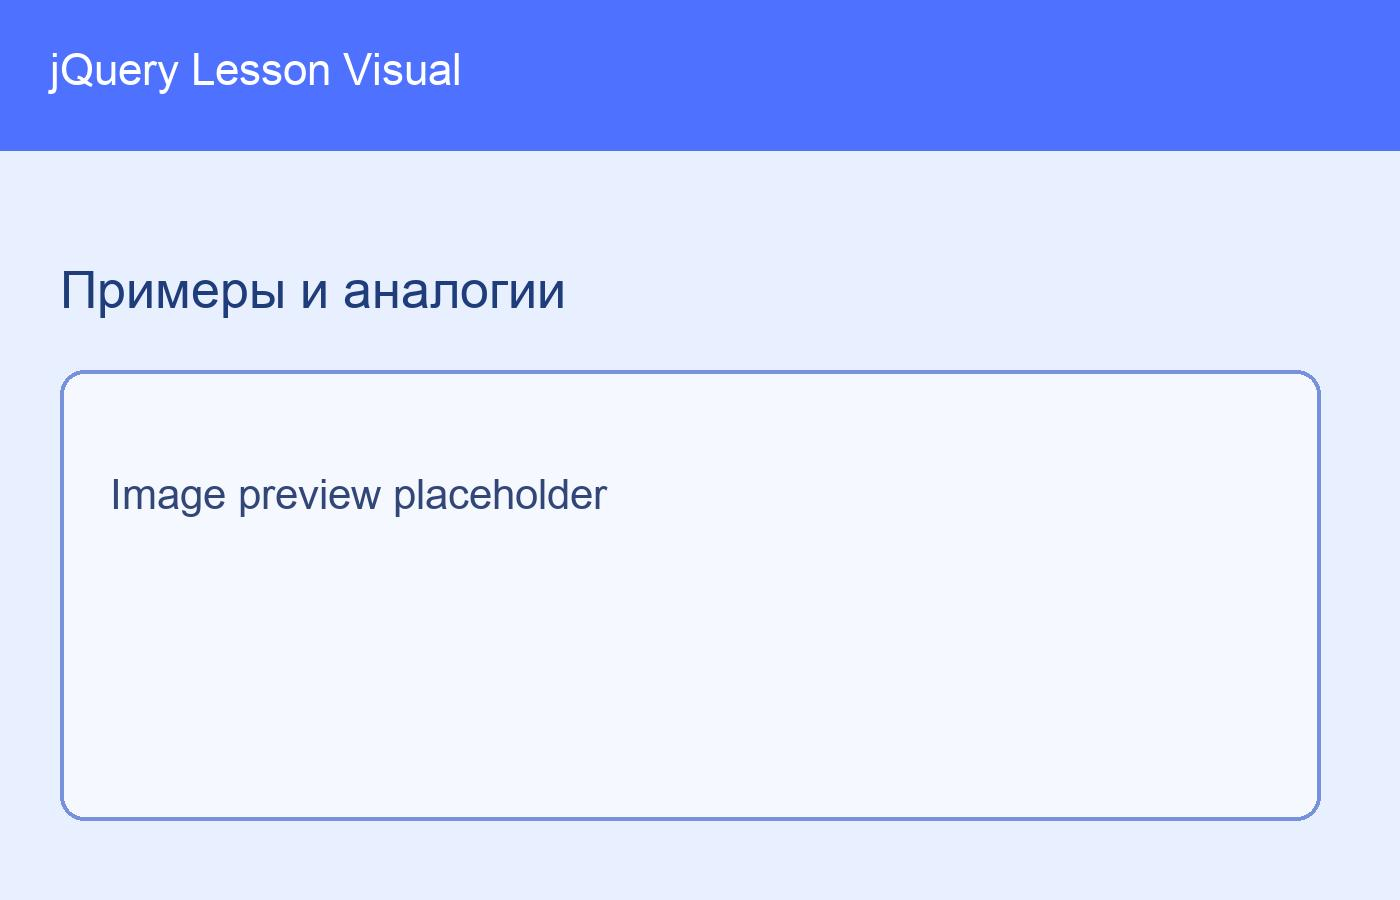 jQuery Lesson Visual
Примеры и аналогии
Image preview placeholder